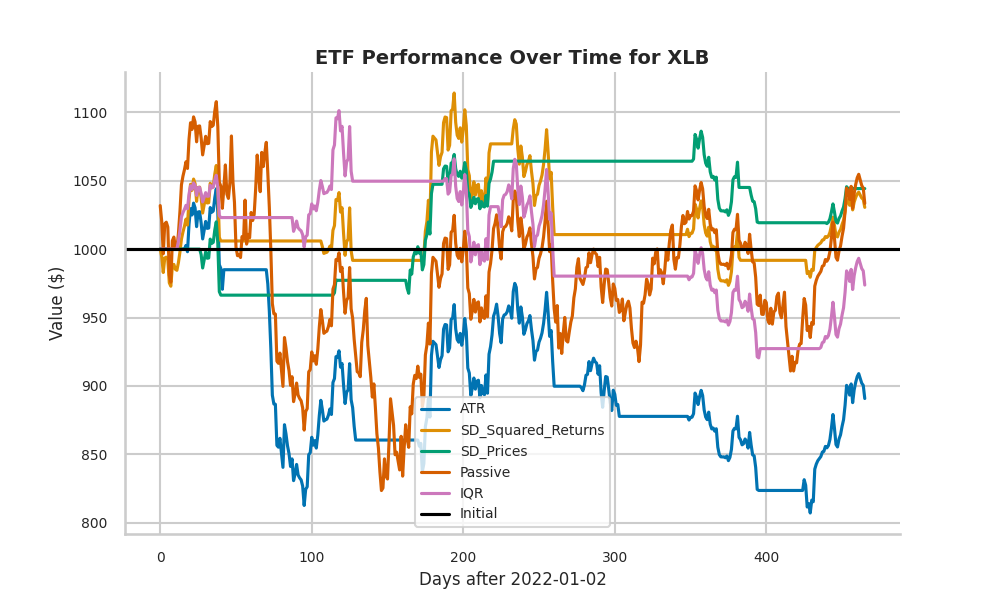 ETF Performance Over Time for XLB
Value ($)
1100
1050
1000
950
900
850
800
ATR
SD_Squared_Returns
SD_Prices
Passive
IQR
Initial
0
100
200
300
400
Days after 2022-01-02